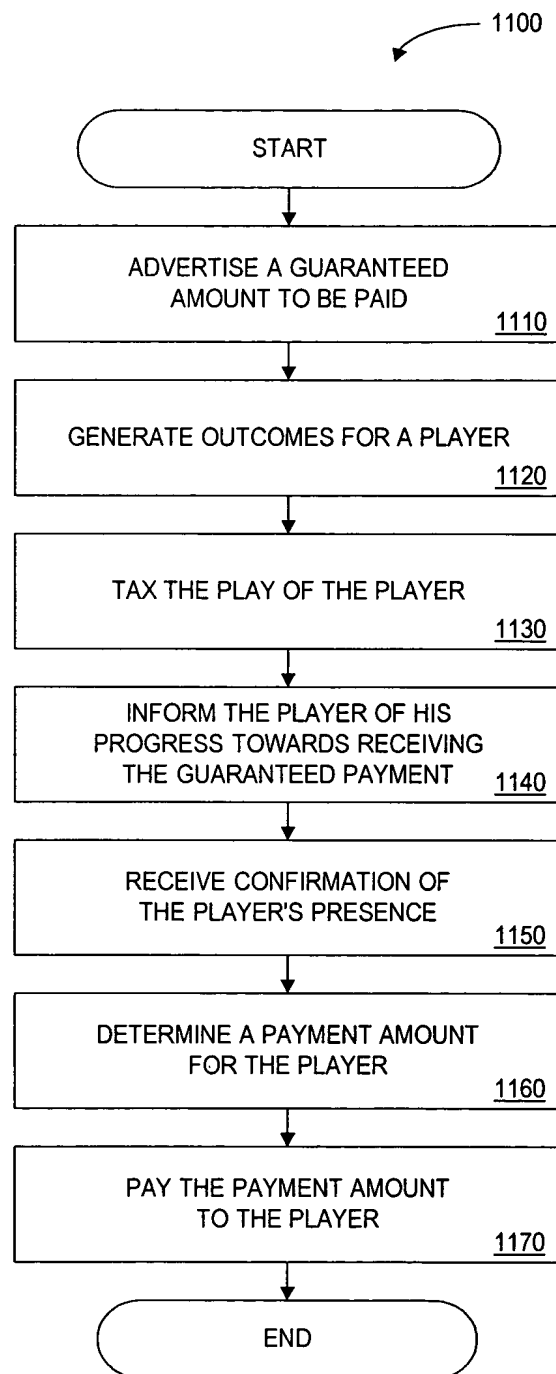 1100
START
ADVERTISE A GUARANTEED
AMOUNT TO BE PAID
1110
GENERATE OUTCOMES FOR A PLAYER
1120
TAX THE PLAY OF THE PLAYER
1130
INFORM THE PLAYER OF HIS
PROGRESS TOWARDS RECEIVING
THE GUARANTEED PAYMENT
1140
RECEIVE CONFIRMATION OF
THE PLAYER'S PRESENCE
1150
DETERMINE A PAYMENT AMOUNT
FOR THE PLAYER
1160
PAY THE PAYMENT AMOUNT
TO THE PLAYER
1170
END